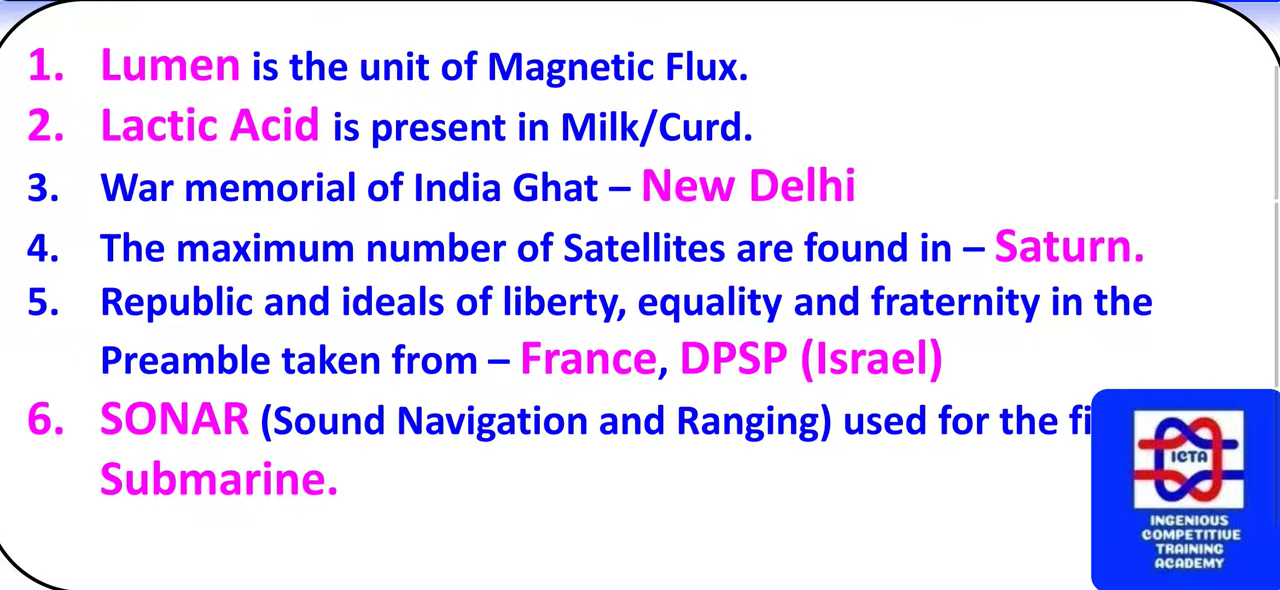 1. Lumen is the unit of Magnetic Flux.
2. Lactic Acid is present in Milk/Curd.
3. War memorial of India Ghat – New Delhi
4. The maximum number of Satellites are found in – Saturn.
5. Republic and ideals of liberty, equality and fraternity in the
Preamble taken from – France, DPSP (Israel)
6. SONAR (Sound Navigation and Ranging) used for the
Submarine.
ICTA
INGENIOUS
COMPETITIVE
TRAINING
ACADEMY